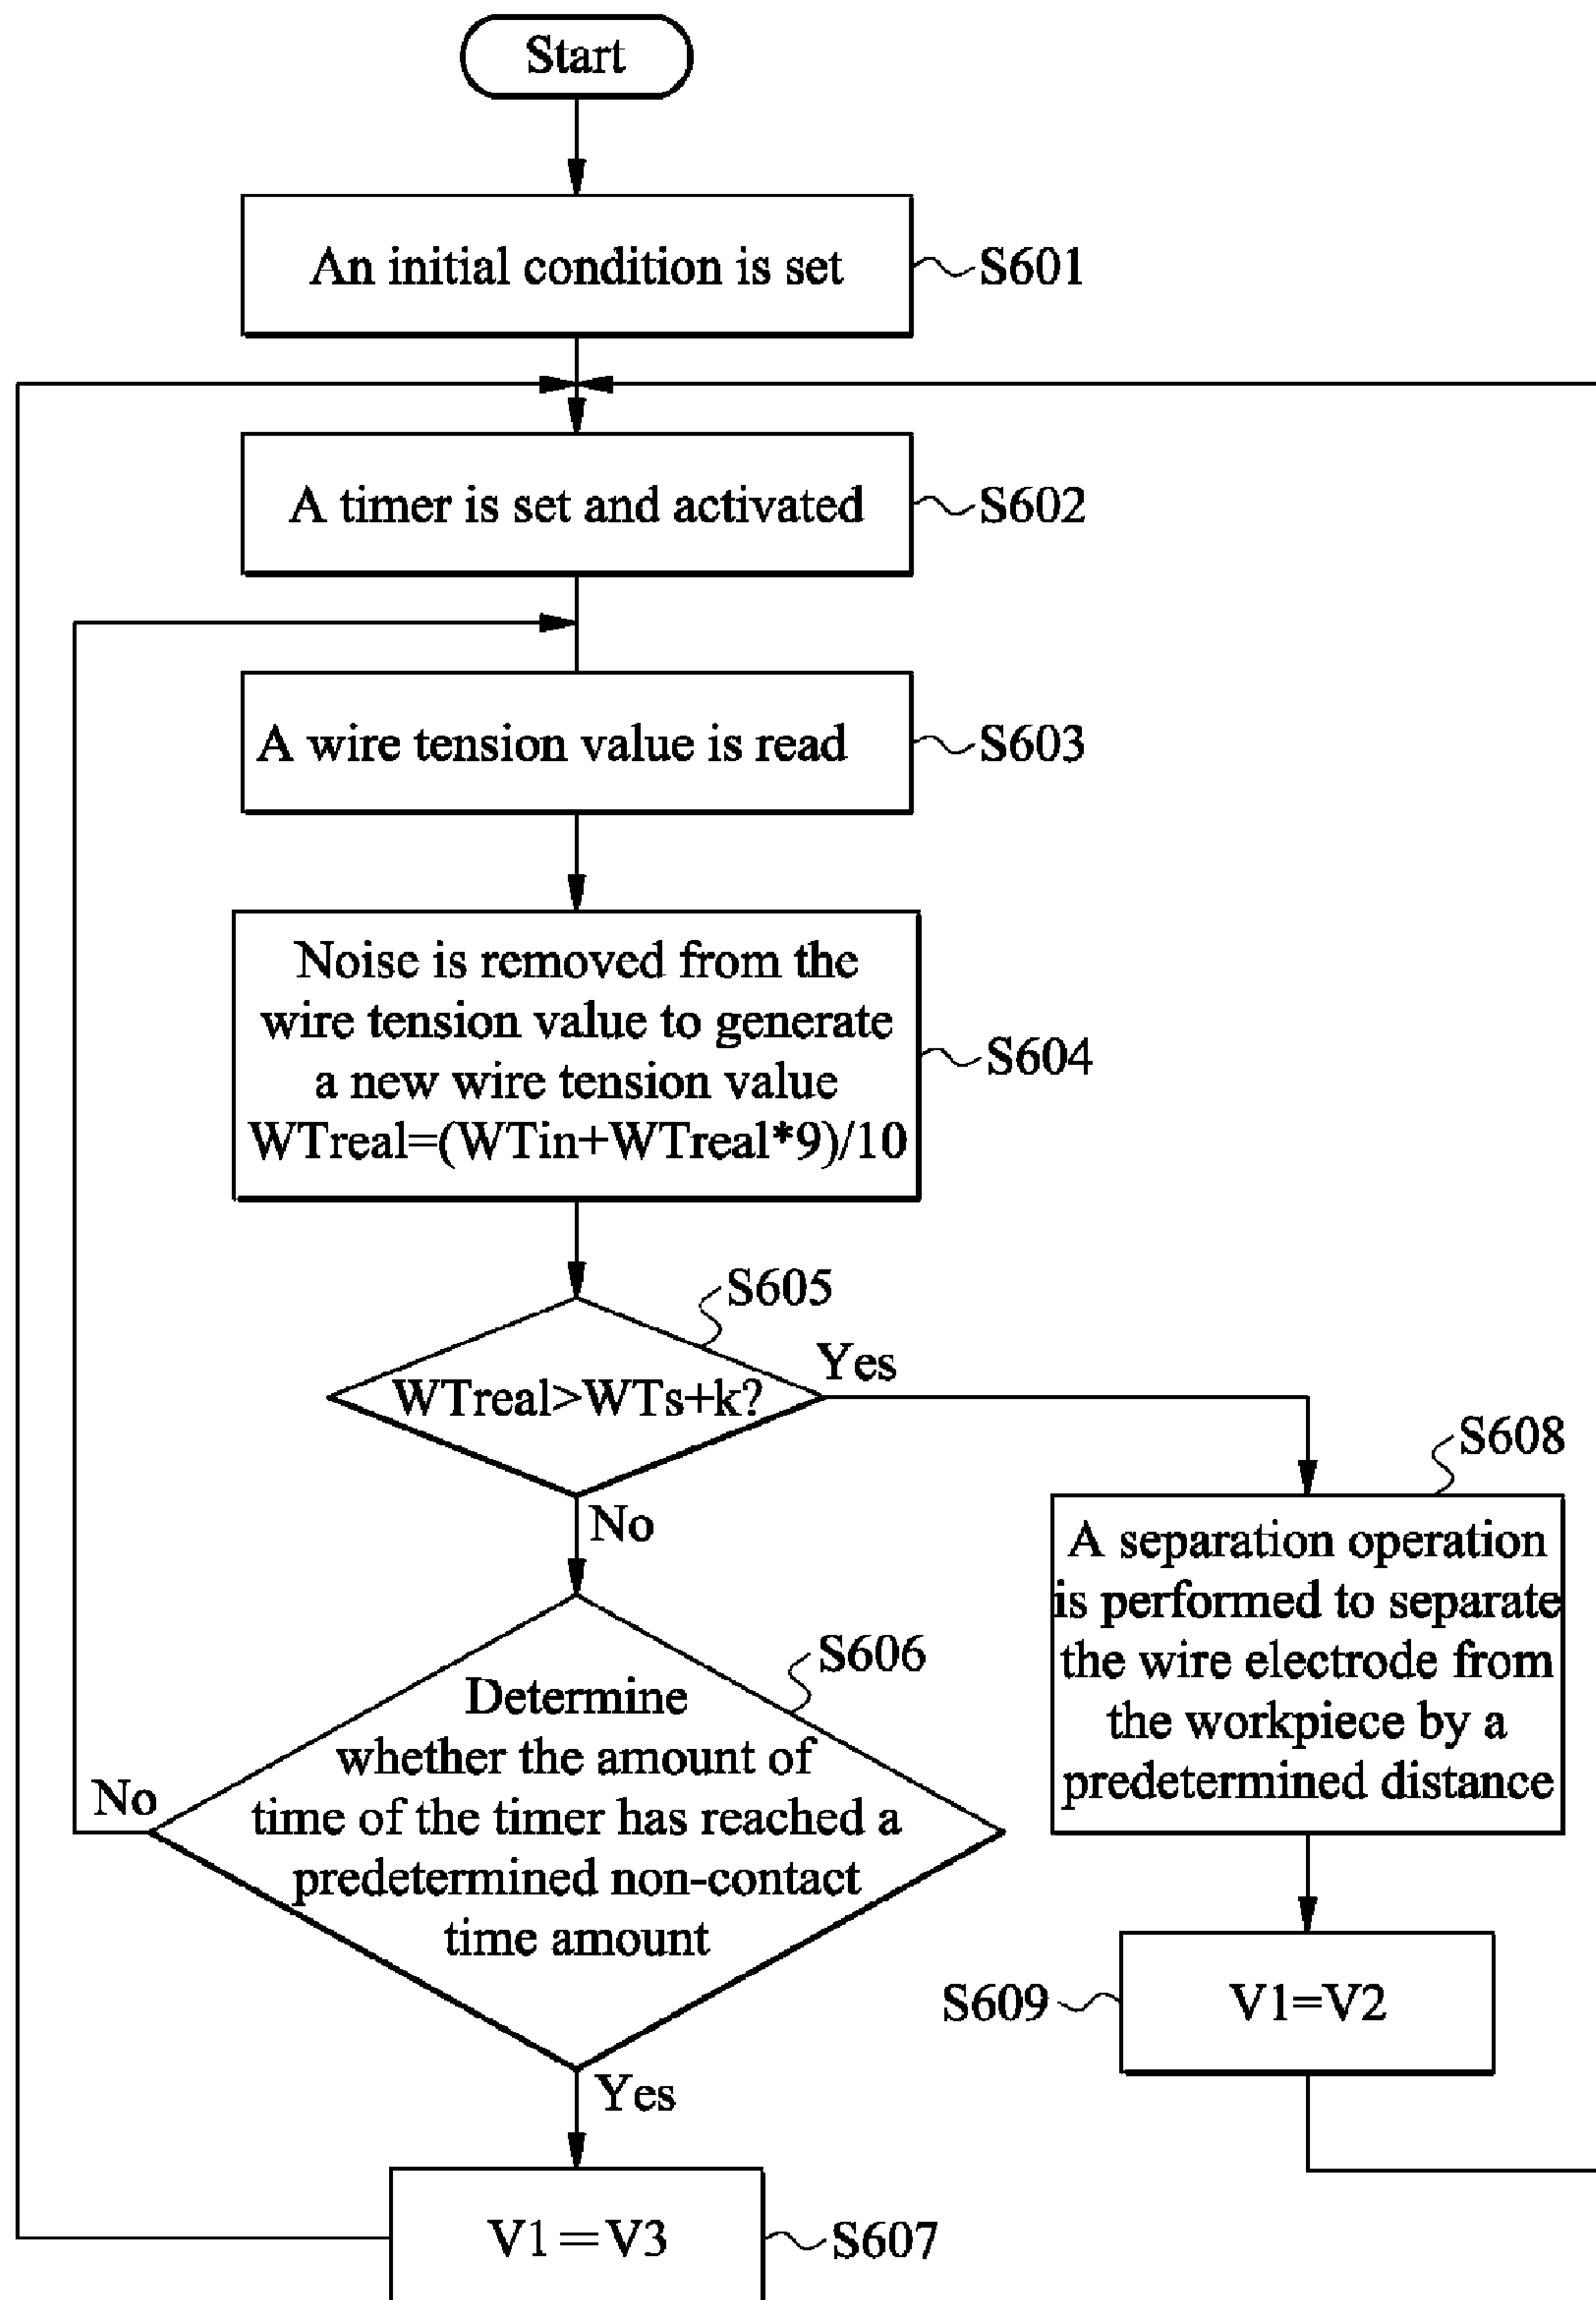 Start
An initial condition is set
S601
A timer is set and activated
S602
A wire tension value is read
S603
Noise is removed from the
wire tension value to generate
a new wire tension value
WTreal=(WTin+WTreal*9)/10
S604
S605
WTreal>WTs+k?
Yes
No
S608
A separation operation
is performed to separate
the wire electrode from
the workpiece by a
predetermined distance
S606
Determine
whether the amount of
time of the timer has reached a
predetermined non-contact
time amount
No
Yes
S609
V1=V2
V1=V3
S607